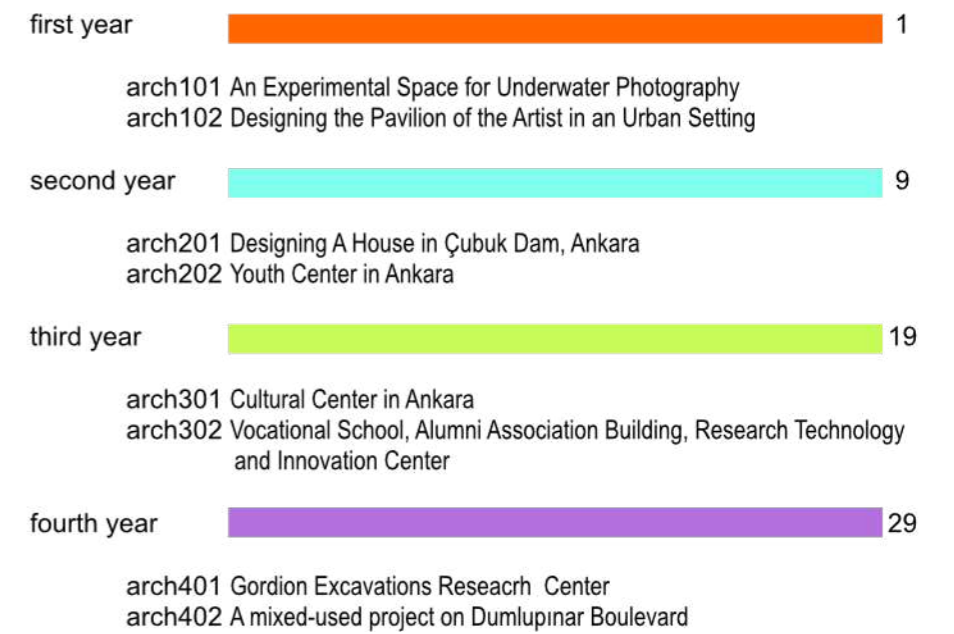 first year 1
arch101 An Experimental Space for Underwater Photography
arch102 Designing the Pavilion of the Artist in an Urban Setting
second year 9
arch201 Designing A House in Çubuk Dam, Ankara
arch202 Youth Center in Ankara
third year 19
arch301 Cultural Center in Ankara
arch302 Vocational School, Alumni Association Building, Research Technology
and Innovation Center
fourth year 29
arch401 Gordion Excavations Reseacrh Center
arch402 A mixed-used project on Dumlupınar Boulevard